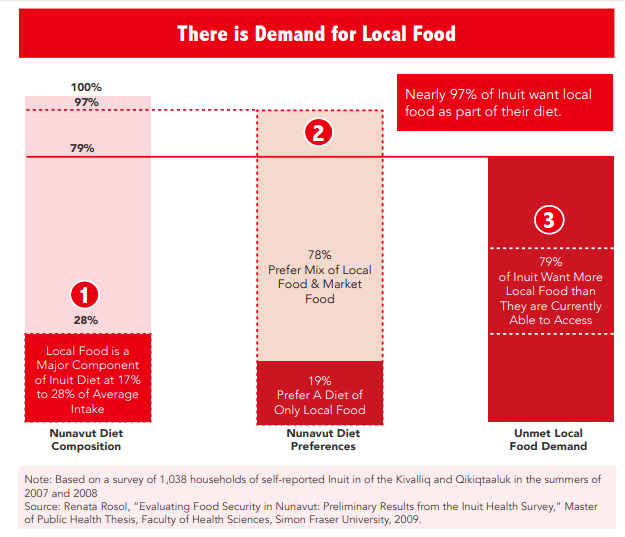 There is Demand for Local Food
100%
97%
79%
Nearly 97% of Inuit want local
food as part of their diet.
1
28%
Local Food is a
Major Component
of Inuit Diet at 17%
to 28% of Average
Intake
Nunavut Diet
Composition
2
78%
Prefer Mix of Local
Food & Market
Food
19%
Prefer A Diet of
Only Local Food
Nunavut Diet
Preferences
3
79%
of Inuit Want More
Local Food than
They are Currently
Able to Access
Unmet Local
Food Demand
Note: Based on a survey of 1,038 households of self-reported Inuit in of the Kivalliq and Qikiqtaaluk in the summers of
2007 and 2008
Source: Renata Rosol, “Evaluating Food Security in Nunavut: Preliminary Results from the Inuit Health Survey,” Master
of Public Health Thesis, Faculty of Health Sciences, Simon Fraser University, 2009.